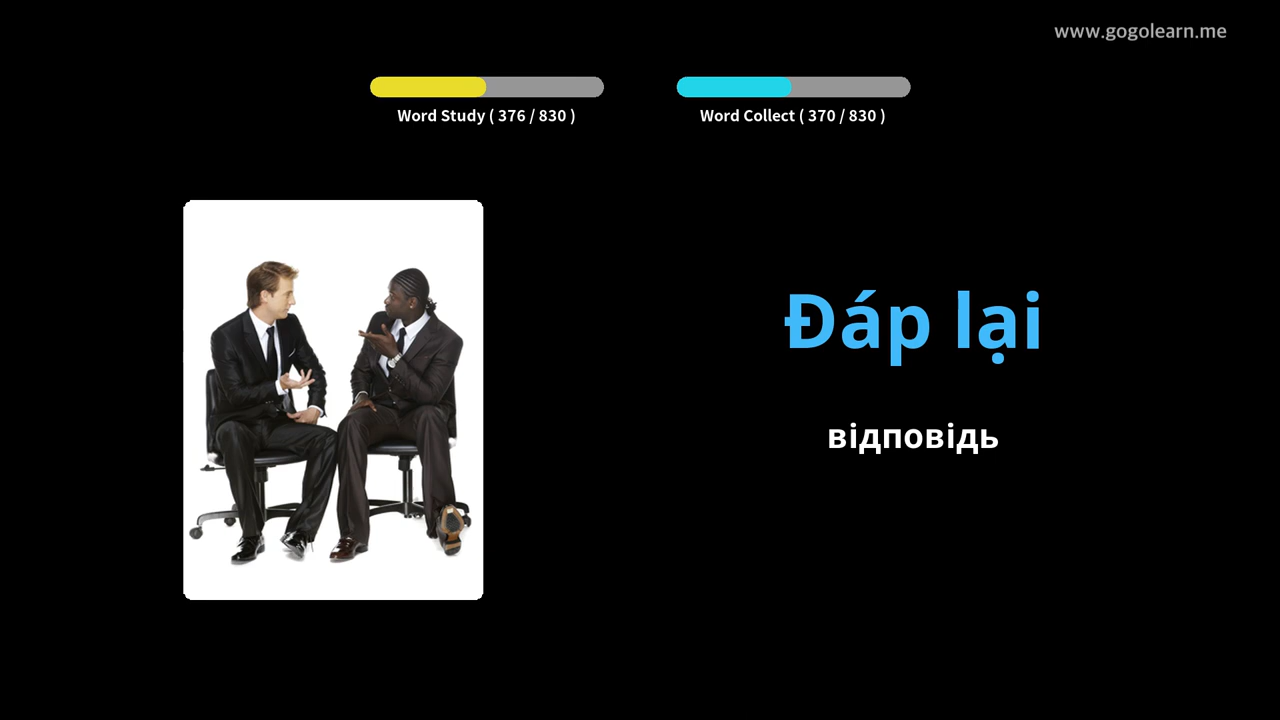 www.gogolearn.me
Word Study ( 376 / 830 )
Word Collect ( 370 / 830 )
Đáp lại
відповідь